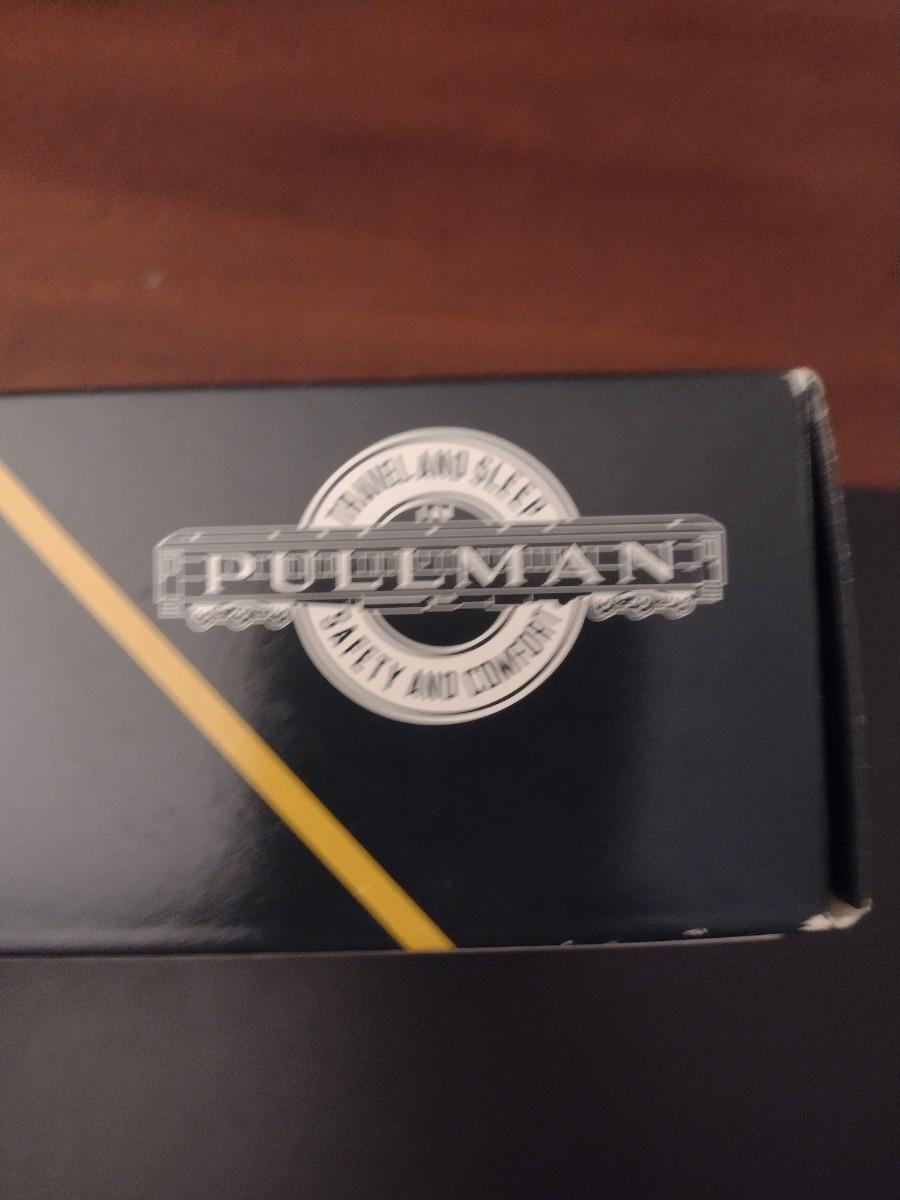 TRAVEL AND SLEEP
IN
PULLMAN
SAFETY AND COMFORT